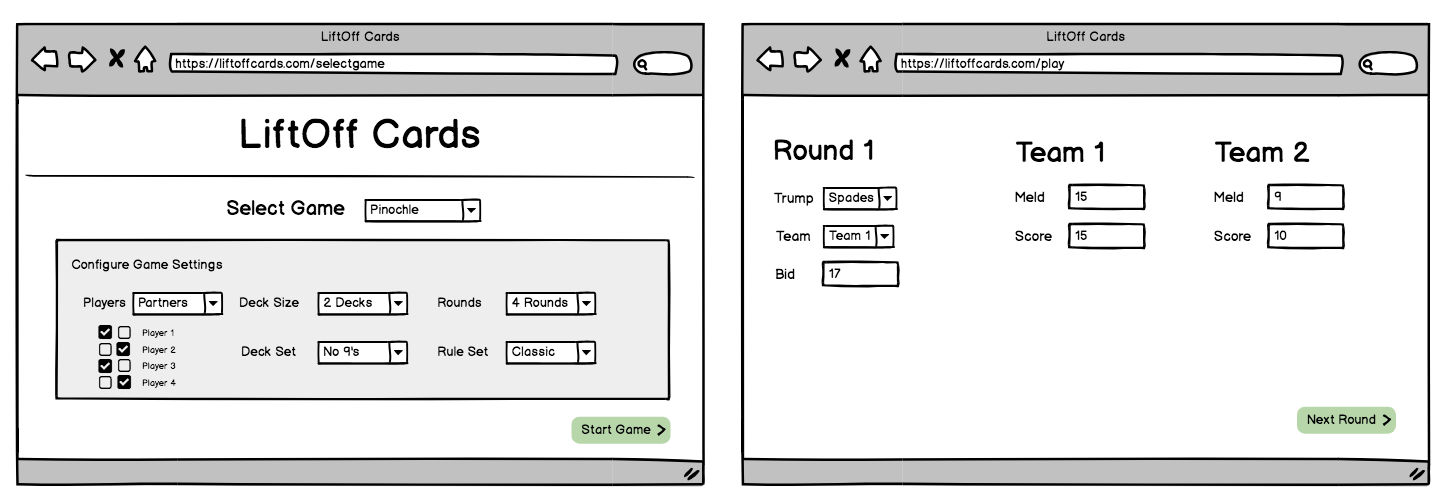 LiftOff Cards
https://liftoffcards.com/selectgame
LiftOff Cards
Select Game Pinochle
Configure Game Settings
Players Partners Deck Size 2 Decks Rounds 4 Rounds
Player 1
Player 2
Deck Set No 9's Rule Set Classic
Player 3
Player 4
Start Game >
LiftOff Cards
https://liftoffcards.com/play
Round 1 Team 1 Team 2
Trump Spades Meld 15 Meld 9
Team Team 1 Score 15 Score 10
Bid 17
Next Round >